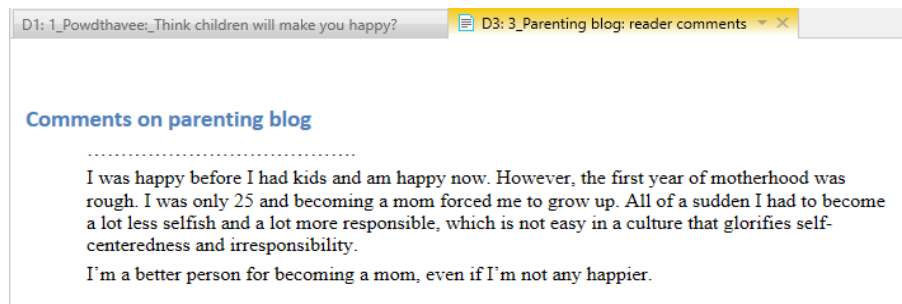 D1: 1_Powdthavee:_Think children will make you happy?
D3: 3_Parenting blog: reader comments
Comments on parenting blog
........................................
I was happy before I had kids and am happy now. However, the first year of motherhood was
rough. I was only 25 and becoming a mom forced me to grow up. All of a sudden I had to become
a lot less selfish and a lot more responsible, which is not easy in a culture that glorifies self-
centeredness and irresponsibility.
I'm a better person for becoming a mom, even if I'm not any happier.